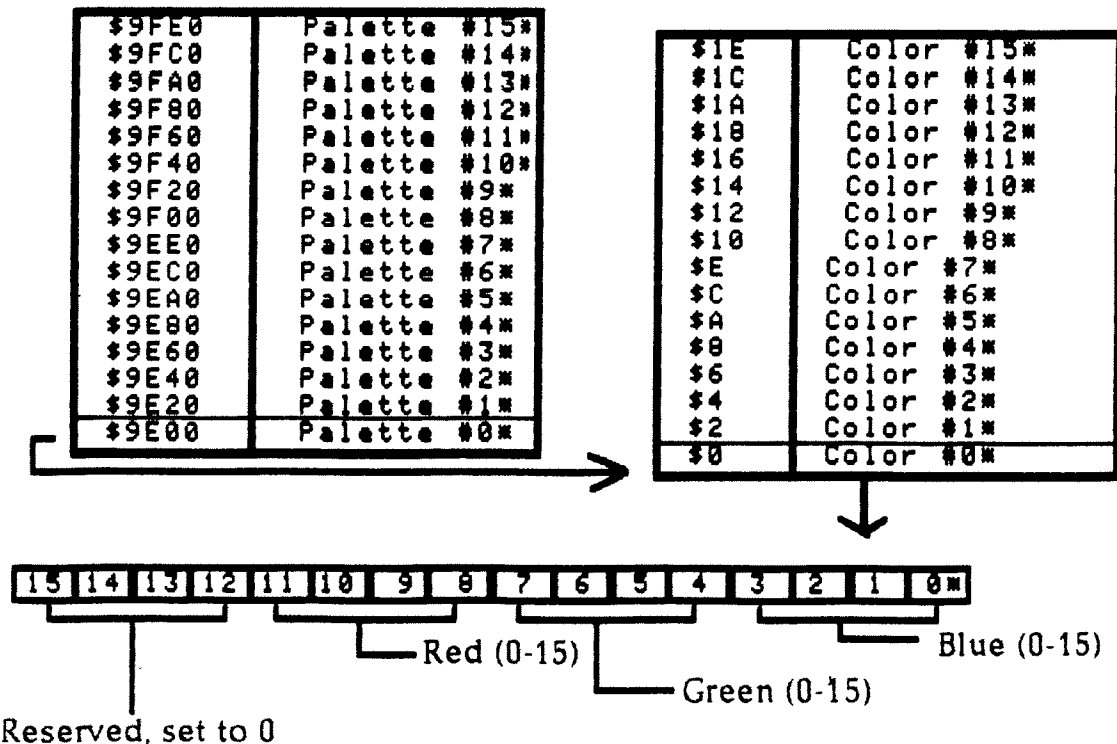 $9FE0 Palette #15*
$9FC0 Palette #14*
$9FA0 Palette #13*
$9F80 Palette #12*
$9F60 Palette #11*
$9F40 Palette #10*
$9F20 Palette #9*
$9F00 Palette #8*
$9EE0 Palette #7*
$9EC0 Palette #6*
$9EA0 Palette #5*
$9E80 Palette #4*
$9E60 Palette #3*
$9E40 Palette #2*
$9E20 Palette #1*
$9E00 Palette #0*
$1E Color #15*
$1C Color #14*
$1A Color #13*
$18 Color #12*
$16 Color #11*
$14 Color #10*
$12 Color #9*
$10 Color #8*
$E Color #7*
$C Color #6*
$A Color #5*
$8 Color #4*
$6 Color #3*
$4 Color #2*
$2 Color #1*
$0 Color #0*
15 14 13 12 11 10 9 8 7 6 5 4 3 2 1 0*
Red (0-15)
Blue (0-15)
Green (0-15)
Reserved, set to 0